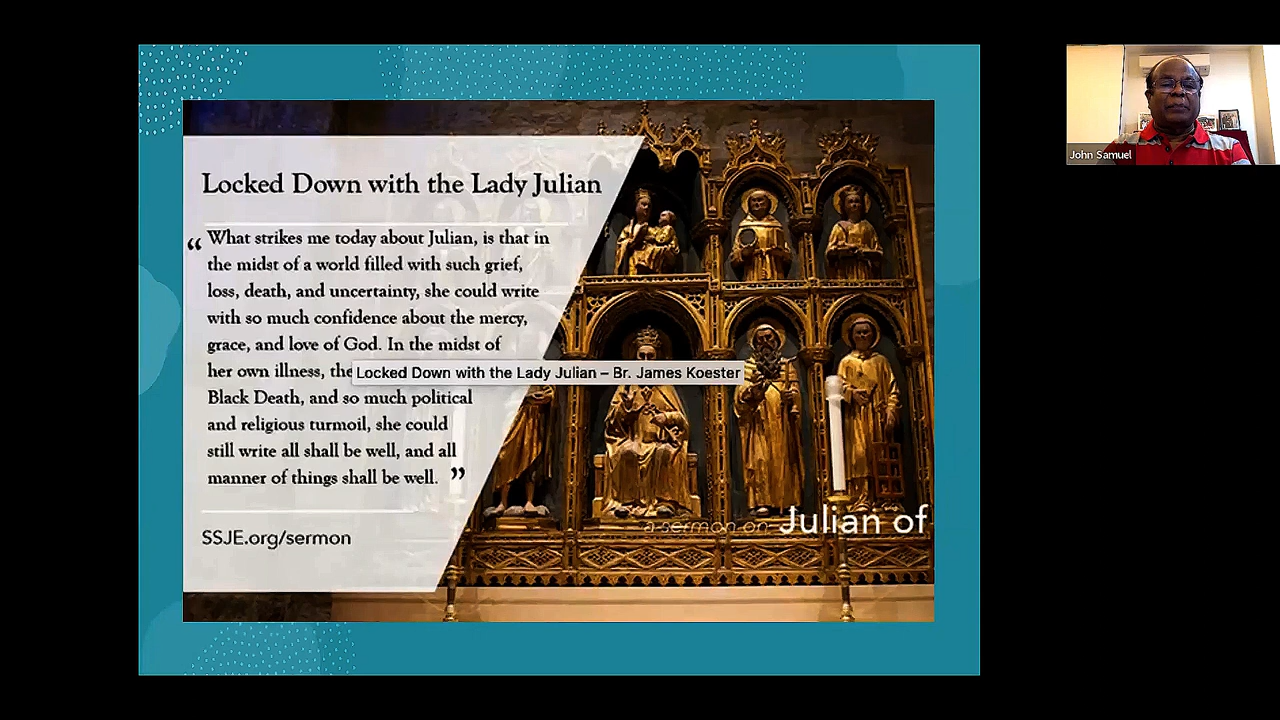 Locked Down with the Lady Julian
“ What strikes me today about Julian, is that in
the midst of a world filled with such grief,
loss, death, and uncertainty, she could write
with so much confidence about the mercy,
grace, and love of God. In the midst of
her own illness, the
Locked Down with the Lady Julian – Br. James Koester
Black Death, and so much political
and religious turmoil, she could
still write all shall be well, and all
manner of things shall be well. ”
SSJE.org/sermon
a sermon on Julian of
John Samuel